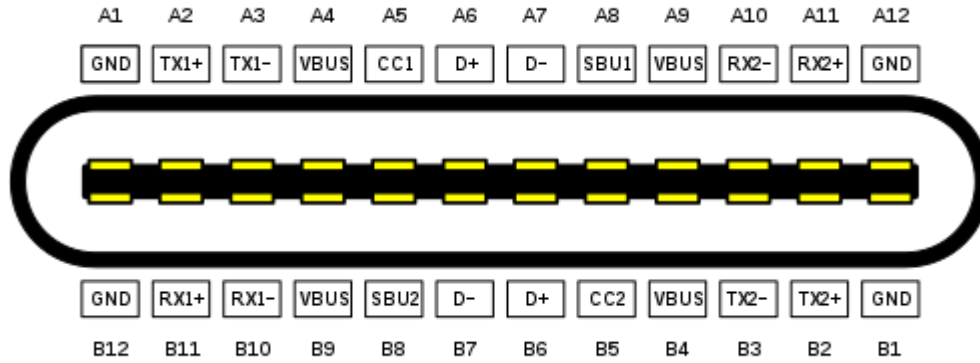 A1 A2 A3 A4 A5 A6 A7 A8 A9 A10 A11 A12
GND TX1+ TX1− VBUS CC1 D+ D− SBU1 VBUS RX2− RX2+ GND
GND RX1+ RX1− VBUS SBU2 D− D+ CC2 VBUS TX2− TX2+ GND
B12 B11 B10 B9 B8 B7 B6 B5 B4 B3 B2 B1